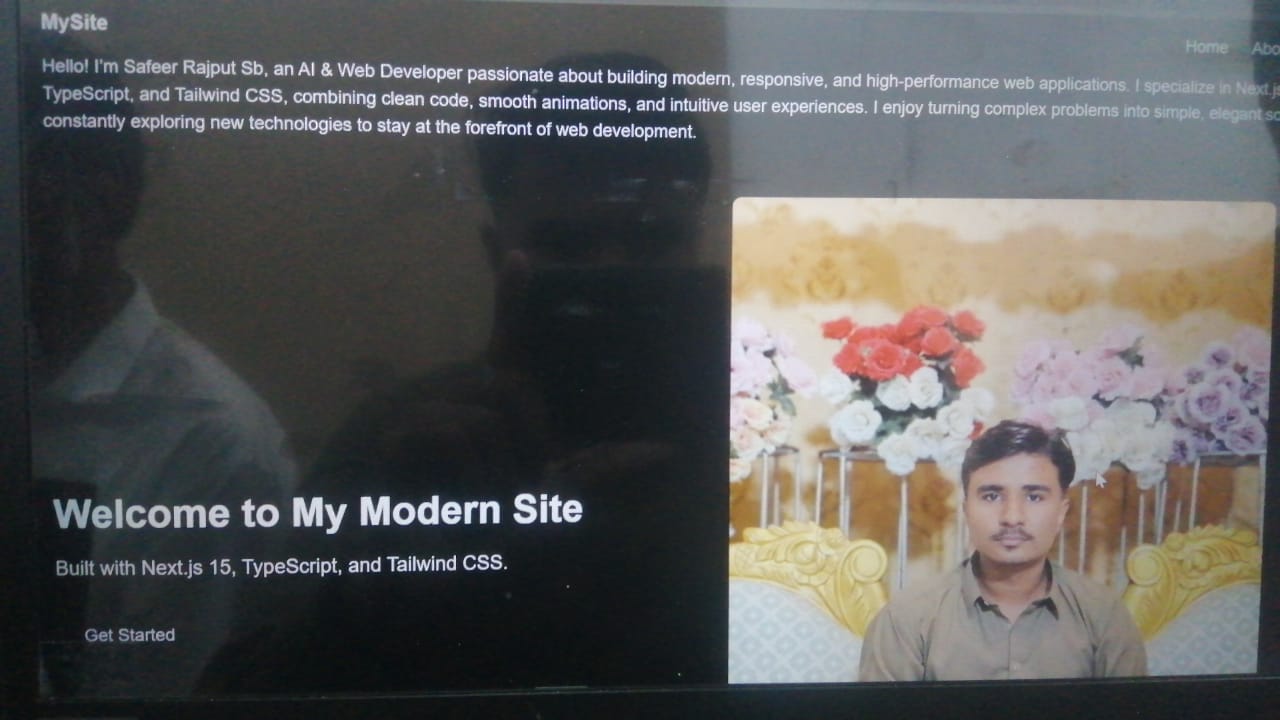 MySite
Home Abo
Hello! I'm Safeer Rajput Sb, an AI & Web Developer passionate about building modern, responsive, and high-performance web applications. I specialize in Next.js
TypeScript, and Tailwind CSS, combining clean code, smooth animations, and intuitive user experiences. I enjoy turning complex problems into simple, elegant so
constantly exploring new technologies to stay at the forefront of web development.
Welcome to My Modern Site
Built with Next.js 15, TypeScript, and Tailwind CSS.
Get Started